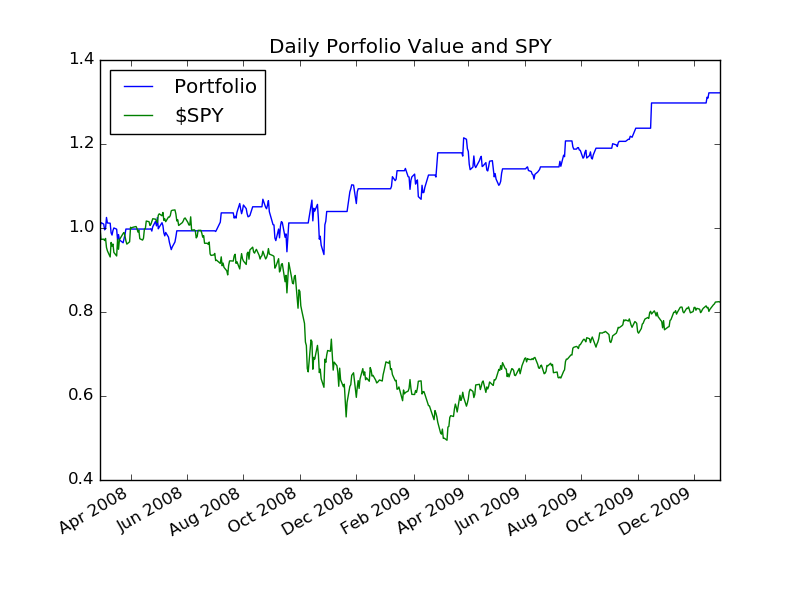 Daily Porfolio Value and SPY
Portfolio
$SPY
1.4
1.2
1.0
0.8
0.6
0.4
Apr 2008
Jun 2008
Aug 2008
Oct 2008
Dec 2008
Feb 2009
Apr 2009
Jun 2009
Aug 2009
Oct 2009
Dec 2009